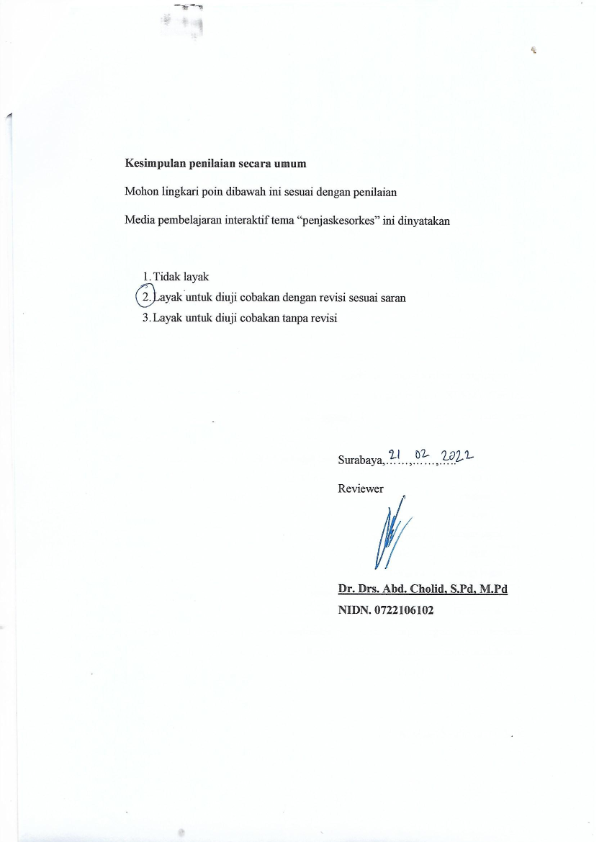 Kesimpulan penilaian secara umum
Mohon lingkari poin dibawah ini sesuai dengan penilaian
Media pembelajaran interaktif tema “penjaskesorkes” ini dinyatakan
1. Tidak layak
2. Layak untuk diuji cobakan dengan revisi sesuai saran
3. Layak untuk diuji cobakan tanpa revisi
Surabaya, 21 02 2022
Reviewer
Dr. Drs. Abd. Cholid, S.Pd, M.Pd
NIDN. 0722106102